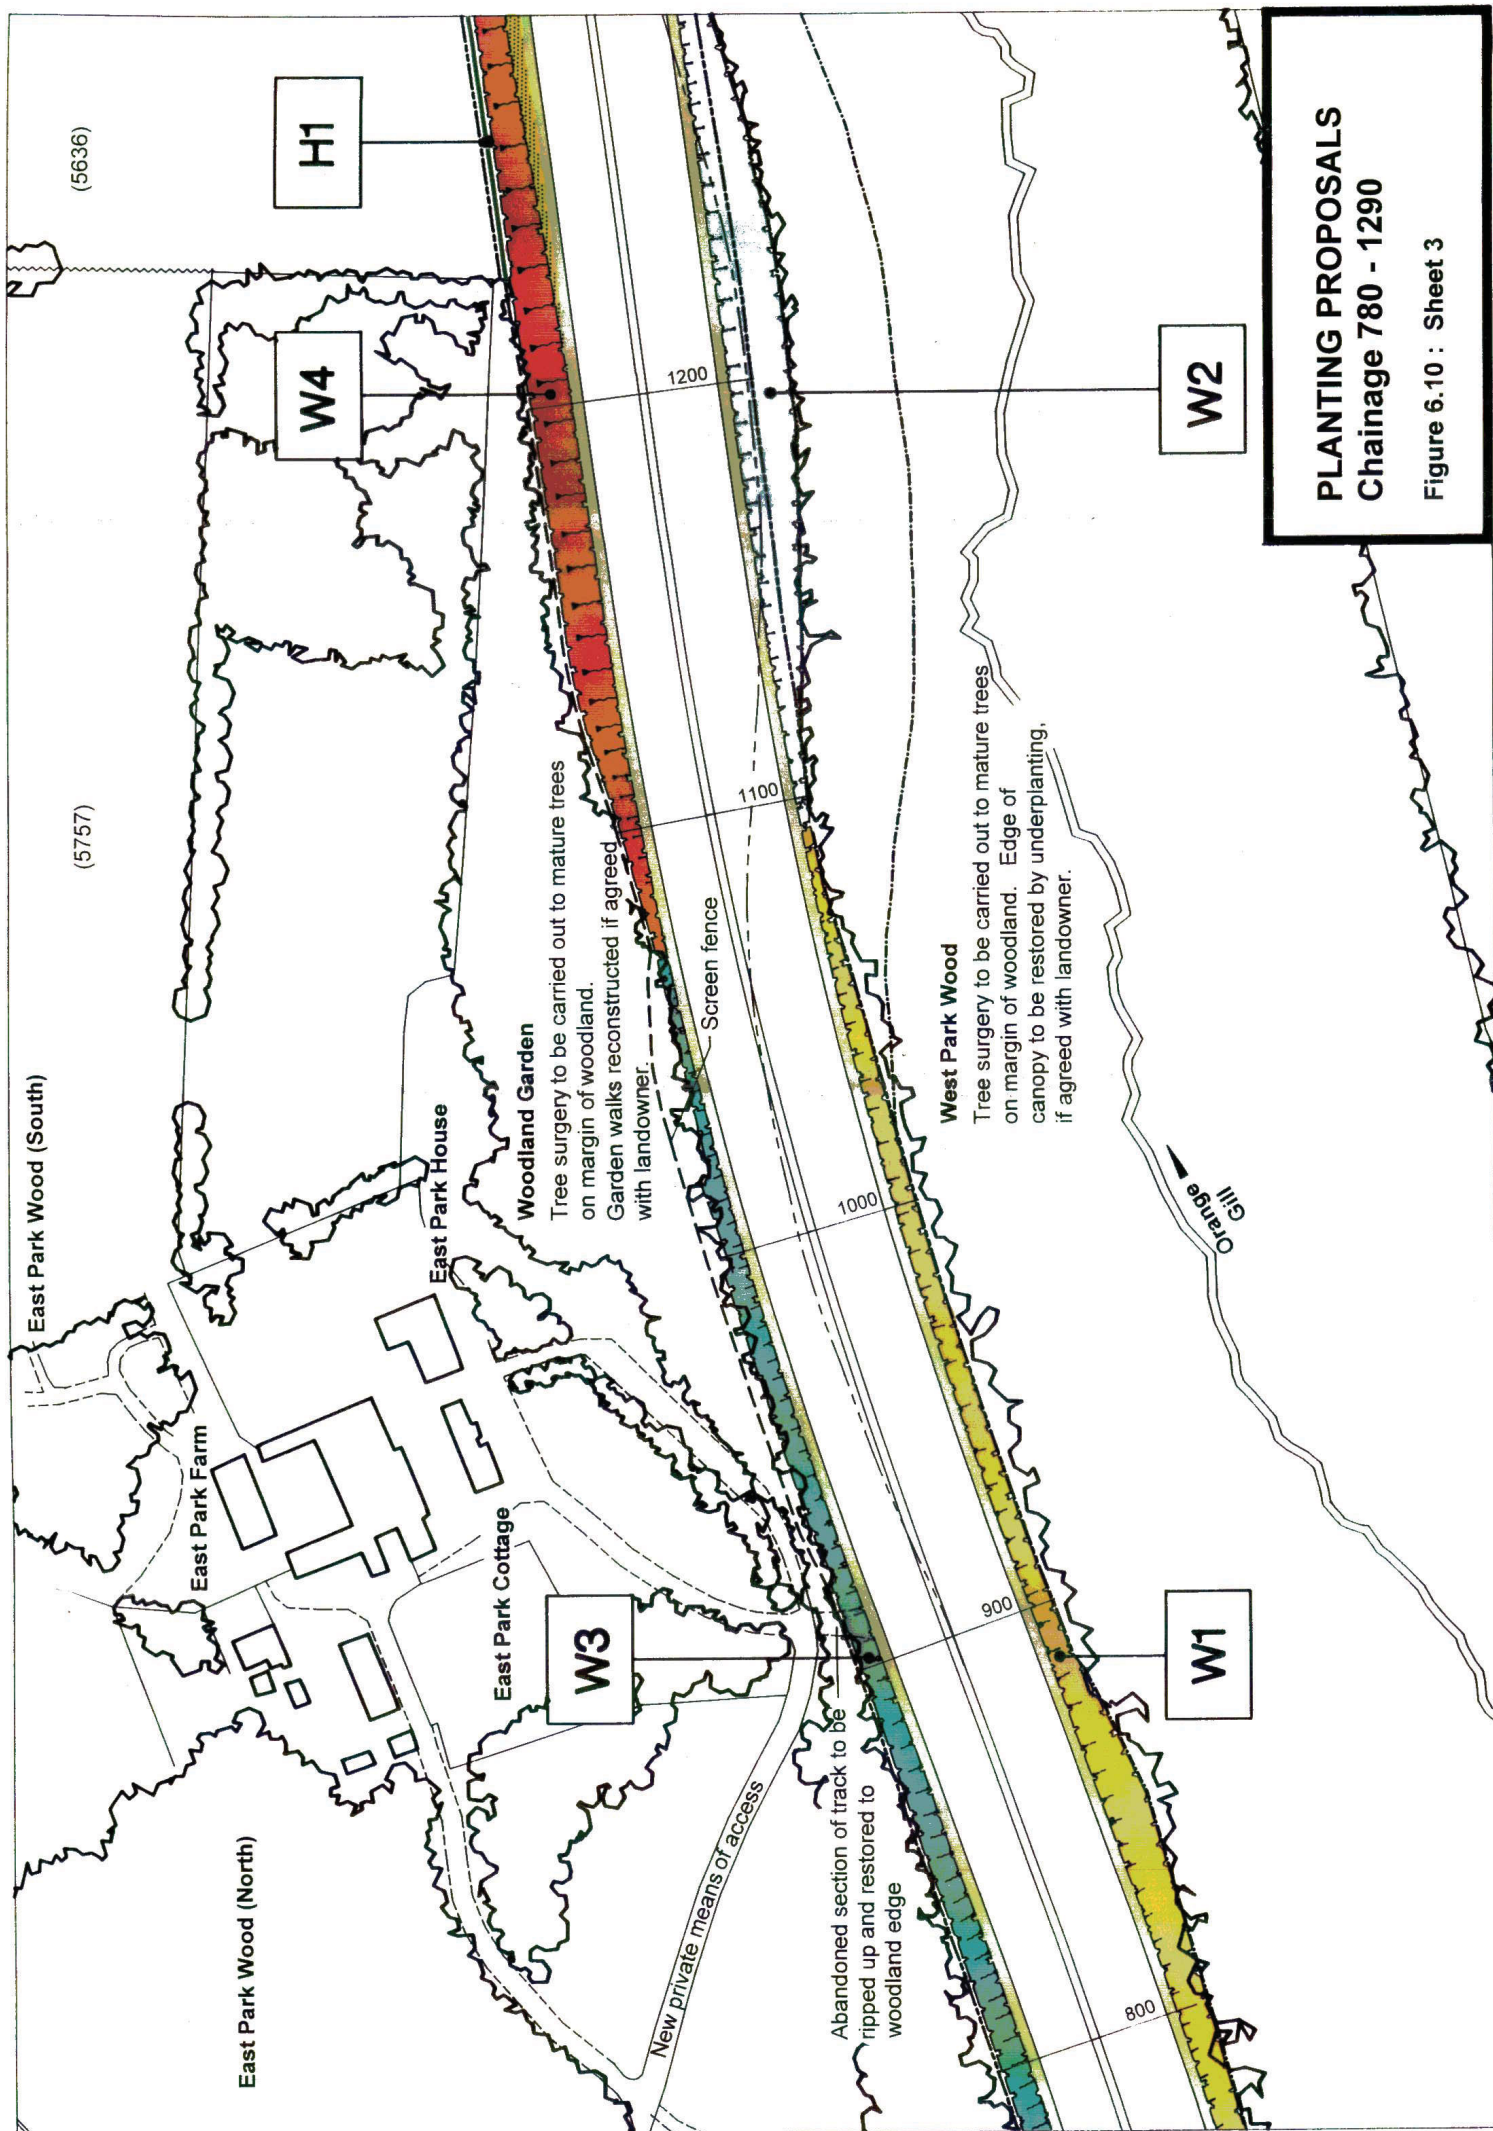 East Park Wood (South)
(5757)
(5636)
East Park Wood (North)
East Park Farm
East Park House
East Park Cottage
H1
W4
W3
Woodland Garden
Tree surgery to be carried out to mature trees
on margin of woodland.
Garden walks reconstructed if agreed
with landowner.
Screen fence
New private means of access
Abandoned section of track to be
ripped up and restored to
woodland edge
800
900
1000
1100
1200
West Park Wood
Tree surgery to be carried out to mature trees
on margin of woodland. Edge of
canopy to be restored by underplanting,
if agreed with landowner.
Orange
Gill
W1
W2
PLANTING PROPOSALS
Chainage 780 - 1290
Figure 6.10 : Sheet 3